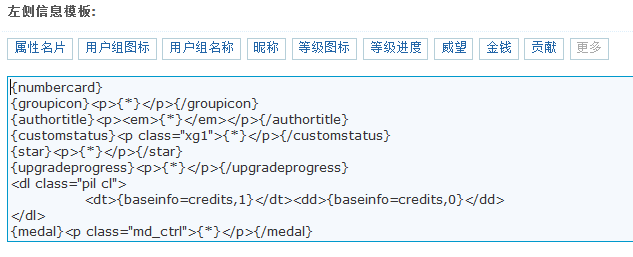 左侧信息模板:
属性名片 用户组图标 用户组名称 昵称 等级图标 等级进度 威望 金钱 贡献 更多
{numbercard}
{groupicon}<p>{*}</p>{/groupicon}
{authortitle}<p><em>{*}</em></p>{/authortitle}
{customstatus}<p class="xg1">{*}</p>{/customstatus}
{star}<p>{*}</p>{/star}
{upgradeprogress}<p>{*}</p>{/upgradeprogress}
<dl class="pil cl">
<dt>{baseinfo=credits,1}</dt><dd>{baseinfo=credits,0}</dd>
</dl>
{medal}<p class="md_ctrl">{*}</p>{/medal}